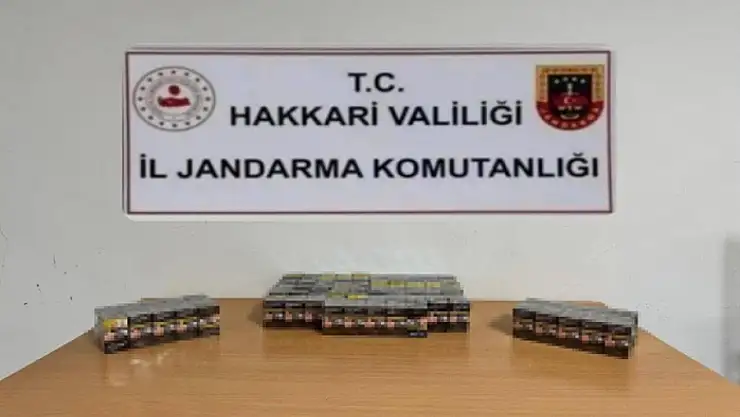 T.C.
HAKKARİ VALİLİĞİ
İL JANDARMA KOMUTANLIĞI